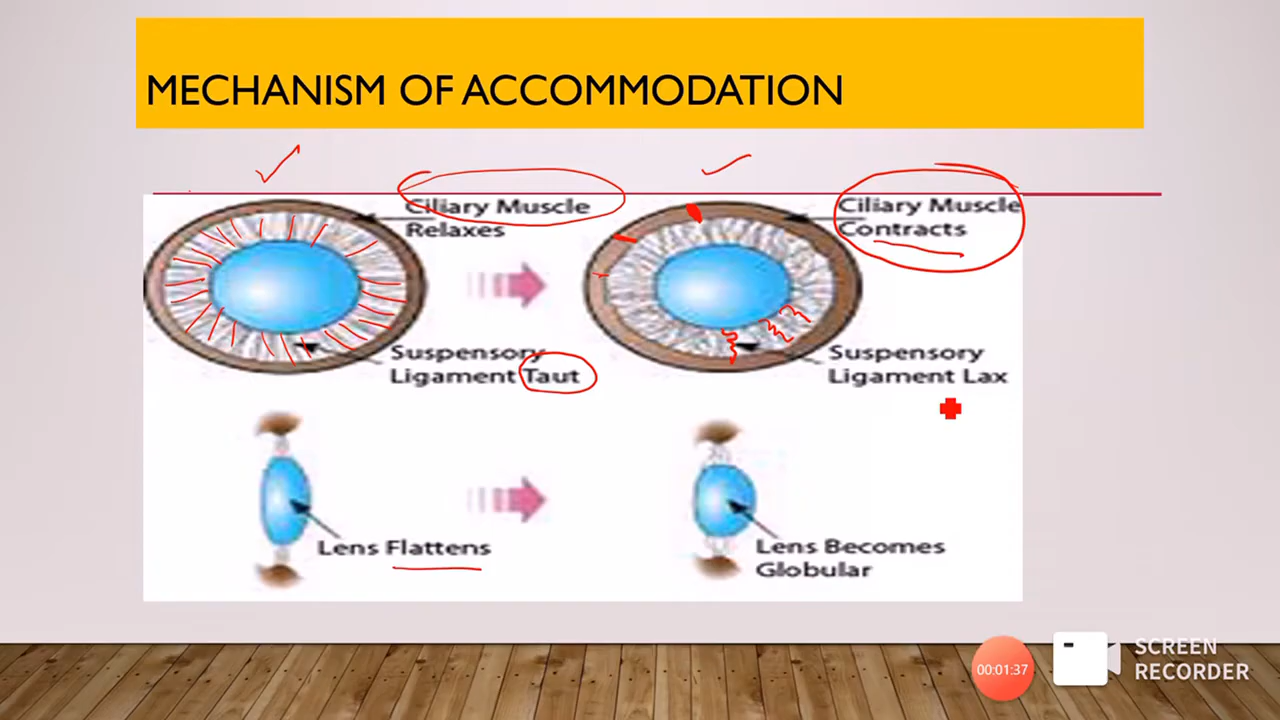 MECHANISM OF ACCOMMODATION
Ciliary Muscle
Relaxes
Ciliary Muscle
Contracts
Suspensory
Ligament Taut
Suspensory
Ligament Lax
Lens Flattens
Lens Becomes
Globular
00:01:37
SCREEN
RECORDER